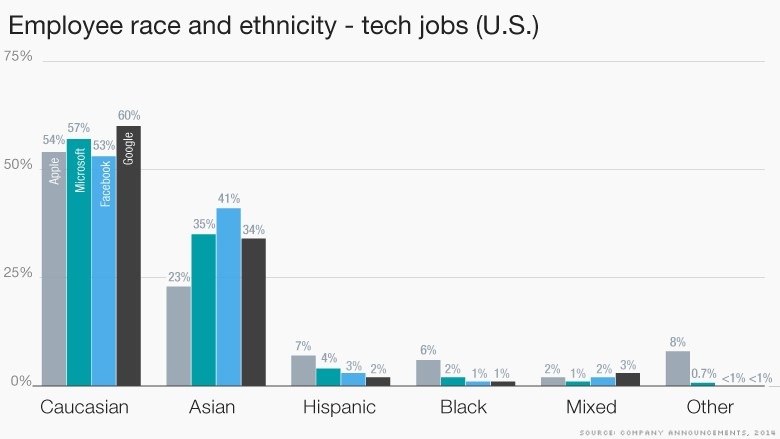 Employee race and ethnicity - tech jobs (U.S.)
75%
60%
57%
54%
53%
Apple
Microsoft
Facebook
Google
50%
41%
35%
34%
23%
25%
7%
4%
3%
2%
6%
2%
1%
1%
2%
1%
2%
3%
8%
0.7%
<1%
<1%
0%
Caucasian
Asian
Hispanic
Black
Mixed
Other
SOURCE: COMPANY ANNOUNCEMENTS, 2014